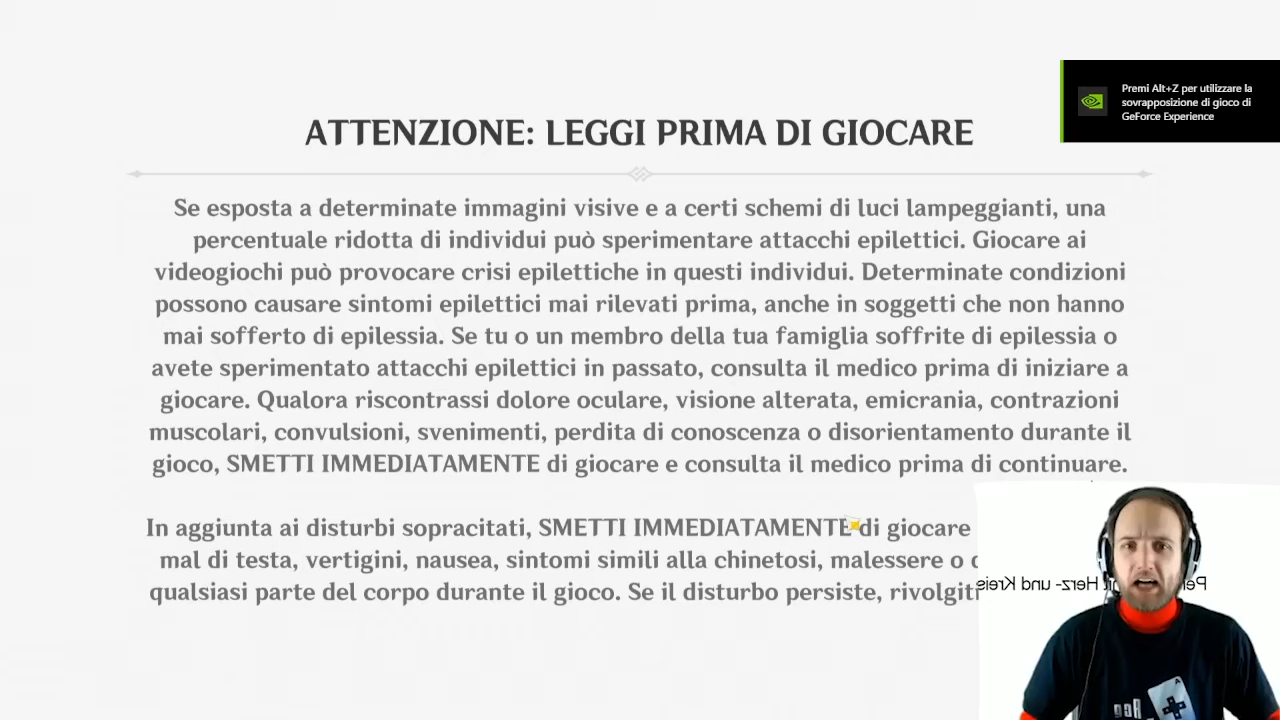 Premi Alt+Z per utilizzare la
sovrapposizione di gioco di
GeForce Experience
ATTENZIONE: LEGGI PRIMA DI GIOCARE
Se esposta a determinate immagini visive e a certi schemi di luci lampeggianti, una
percentuale ridotta di individui può sperimentare attacchi epilettici. Giocare ai
videogiochi può provocare crisi epilettiche in questi individui. Determinate condizioni
possono causare sintomi epilettici mai rilevati prima, anche in soggetti che non hanno
mai sofferto di epilessia. Se tu o un membro della tua famiglia soffrite di epilessia o
avete sperimentato attacchi epilettici in passato, consulta il medico prima di iniziare a
giocare. Qualora riscontrassi dolore oculare, visione alterata, emicrania, contrazioni
muscolari, convulsioni, svenimenti, perdita di conoscenza o disorientamento durante il
gioco, SMETTI IMMEDIATAMENTE di giocare e consulta il medico prima di continuare.
In aggiunta ai disturbi sopracitati, SMETTI IMMEDIATAMENTE di giocare
mal di testa, vertigini, nausea, sintomi simili alla chinetosi, malessere o
qualsiasi parte del corpo durante il gioco. Se il disturbo persiste,
Herz- und Kreis